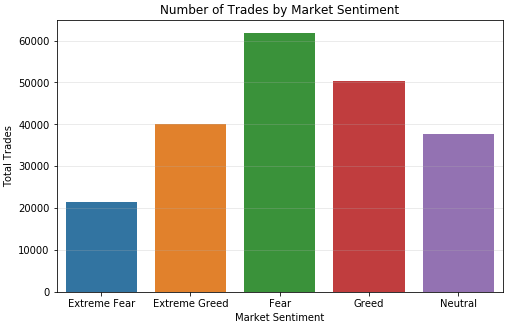 Number of Trades by Market Sentiment
Total Trades
60000
50000
40000
30000
20000
10000
0
Extreme Fear
Extreme Greed
Fear
Greed
Neutral
Market Sentiment